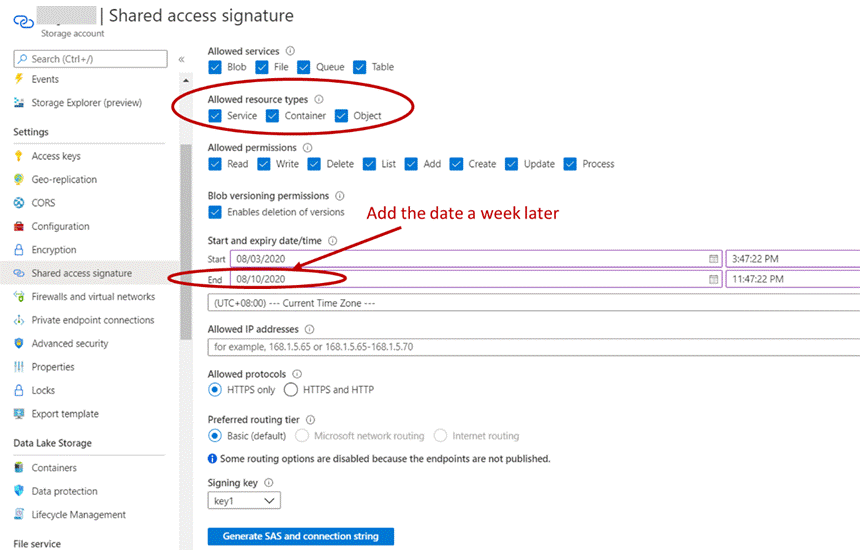 | Shared access signature
Storage account
Search (Ctrl+/)
«
Events
Storage Explorer (preview)
Settings
Access keys
Geo-replication
CORS
Configuration
Encryption
Shared access signature
Firewalls and virtual networks
Private endpoint connections
Advanced security
Properties
Locks
Export template
Data Lake Storage
Containers
Data protection
Lifecycle Management
File service
Allowed services
Blob File Queue Table
Allowed resource types
Service Container Object
Allowed permissions
Read Write Delete List Add Create Update Process
Blob versioning permissions
Enables deletion of versions
Add the date a week later
Start and expiry date/time
Start 08/03/2020 3:47:22 PM
End 08/10/2020 11:47:22 PM
(UTC+08:00) --- Current Time Zone ---
Allowed IP addresses
for example, 168.1.5.65 or 168.1.5.65-168.1.5.70
Allowed protocols
HTTPS only HTTPS and HTTP
Preferred routing tier
Basic (default) Microsoft network routing Internet routing
Some routing options are disabled because the endpoints are not published.
Signing key
key1
Generate SAS and connection string